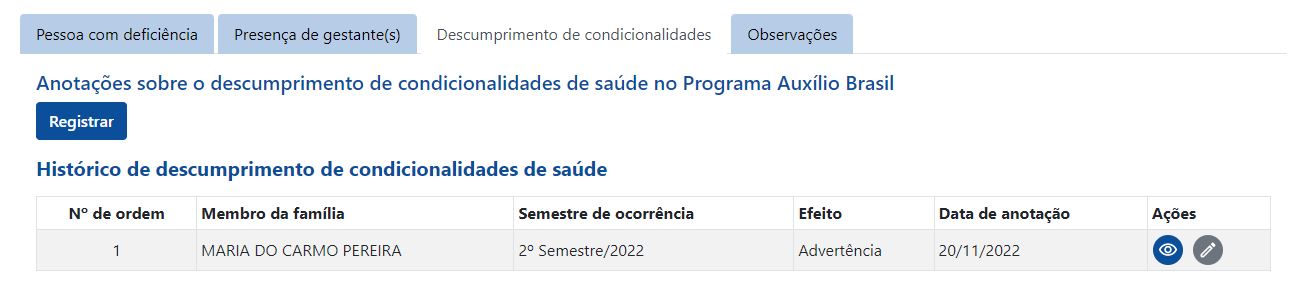 Pessoa com deficiência Presença de gestante(s) Descumprimento de condicionalidades Observações
Anotações sobre o descumprimento de condicionalidades de saúde no Programa Auxílio Brasil
Registrar
Histórico de descumprimento de condicionalidades de saúde
Nº de ordem Membro da família Semestre de ocorrência Efeito Data de anotação Ações
1 MARIA DO CARMO PEREIRA 2º Semestre/2022 Advertência 20/11/2022